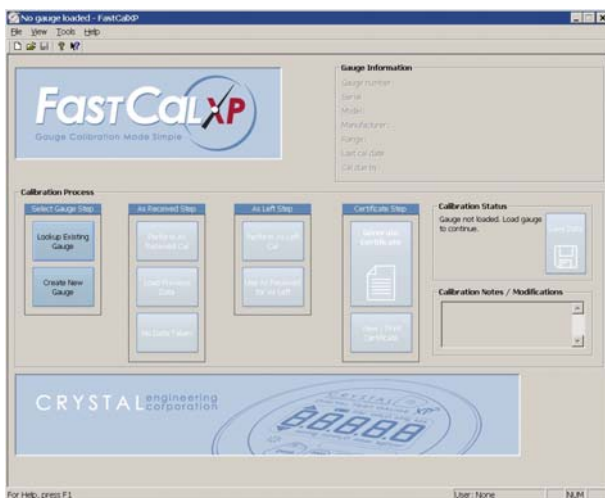 No gauge loaded - FastCalXP
File View Tools Help
FASTCALXP
Gauge Calibration Made Simple
Gauge Information
Gauge number:
Serial:
Model:
Manufacturer:
Range:
Last cal date:
Cal due by:
Calibration Process
Select Gauge Step
Lookup Existing
Gauge
Create New
Gauge
As Received Step
Perform As
Received Cal
Load Previous
Data
No Data Taken
As Left Step
Perform As Left
Cal
Use As Received
for As Left
Certificate Step
Generate
Certificate
View / Print
Certificate
Calibration Status
Gauge not loaded. Load gauge
to continue.
Save Data
Calibration Notes / Modifications
CRYSTAL engineering
corporation
CRYSTAL
XP
88888
For Help, press F1
User: None
NUM